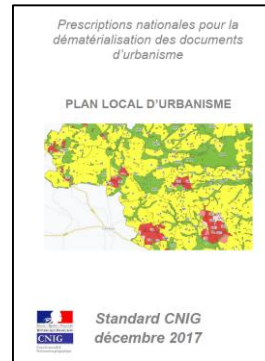 Prescriptions nationales pour la
dématérialisation des documents
d'urbanisme
PLAN LOCAL D'URBANISME
CNIG
Standard CNIG
décembre 2017